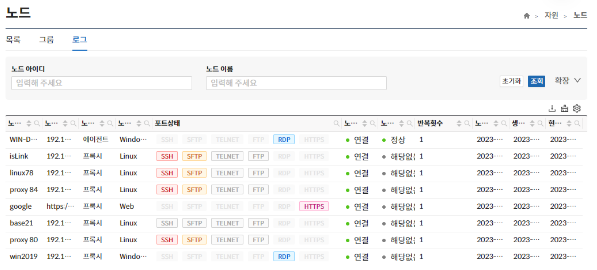 노드
자원 > 노드
목록 그룹 로그
노드 아이디 노드 이름
입력해 주세요 입력해 주세요 초기화 조회 확장
노… 노… 노… 노… 포트상태 노… 노… 반복횟수 노… 생… 현…
WIN-D… 192.1… 에이전트 Windo… SSH SFTP TELNET FTP RDP HTTPS 연결 정상 1 2023-… 2023-… 2023-…
isLink 192.1… 프록시 Linux SSH SFTP TELNET FTP RDP HTTPS 연결 해당없음 1 2023-… 2023-… 2023-…
linux78 192.1… 프록시 Linux SSH SFTP TELNET FTP RDP HTTPS 연결 해당없음 1 2023-… 2023-… 2023-…
proxy 84 192.1… 프록시 Linux SSH SFTP TELNET FTP RDP HTTPS 연결 해당없음 1 2023-… 2023-… 2023-…
google https:/… 프록시 Web SSH SFTP TELNET FTP RDP HTTPS 연결 해당없음 1 2023-… 2023-… 2023-…
base21 192.1… 프록시 Linux SSH SFTP TELNET FTP RDP HTTPS 연결 해당없음 1 2023-… 2023-… 2023-…
proxy 80 192.1… 프록시 Linux SSH SFTP TELNET FTP RDP HTTPS 연결 해당없음 1 2023-… 2023-… 2023-…
win2019 192.1… 프록시 Windo… SSH SFTP TELNET FTP RDP HTTPS 연결 해당없음 1 2023-… 2023-… 2023-…